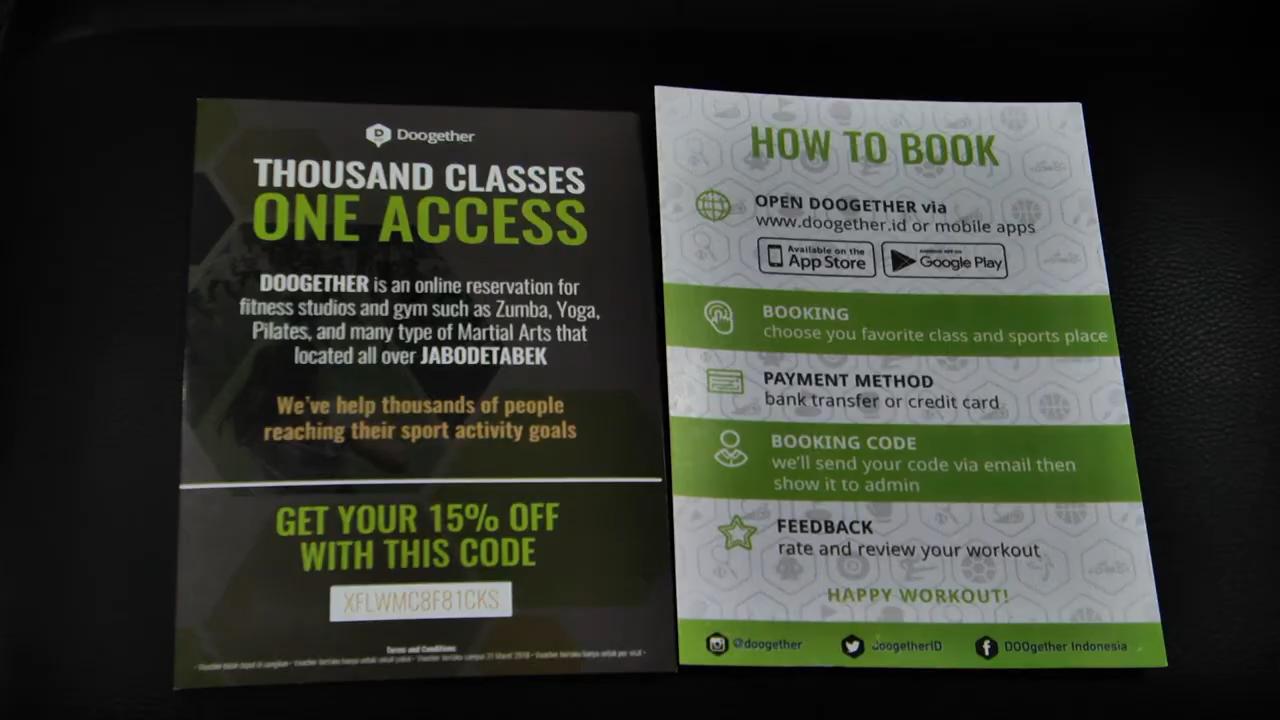 Doogether
THOUSAND CLASSES
ONE ACCESS
DOOGETHER is an online reservation for
fitness studios and gym such as Zumba, Yoga,
Pilates, and many type of Martial Arts that
located all over JABODETABEK
We've help thousands of people
reaching their sport activity goals
GET YOUR 15% OFF
WITH THIS CODE
XFLWMC8F81CKS
Terms and Conditions:
HOW TO BOOK
OPEN DOOGETHER via
www.doogether.id or mobile apps
Available on the
App Store
Google Play
BOOKING
choose you favorite class and sports place
PAYMENT METHOD
bank transfer or credit card
BOOKING CODE
we'll send your code via email then
show it to admin
FEEDBACK
rate and review your workout
HAPPY WORKOUT!
@doogether
doogetherID
DOOgether Indonesia